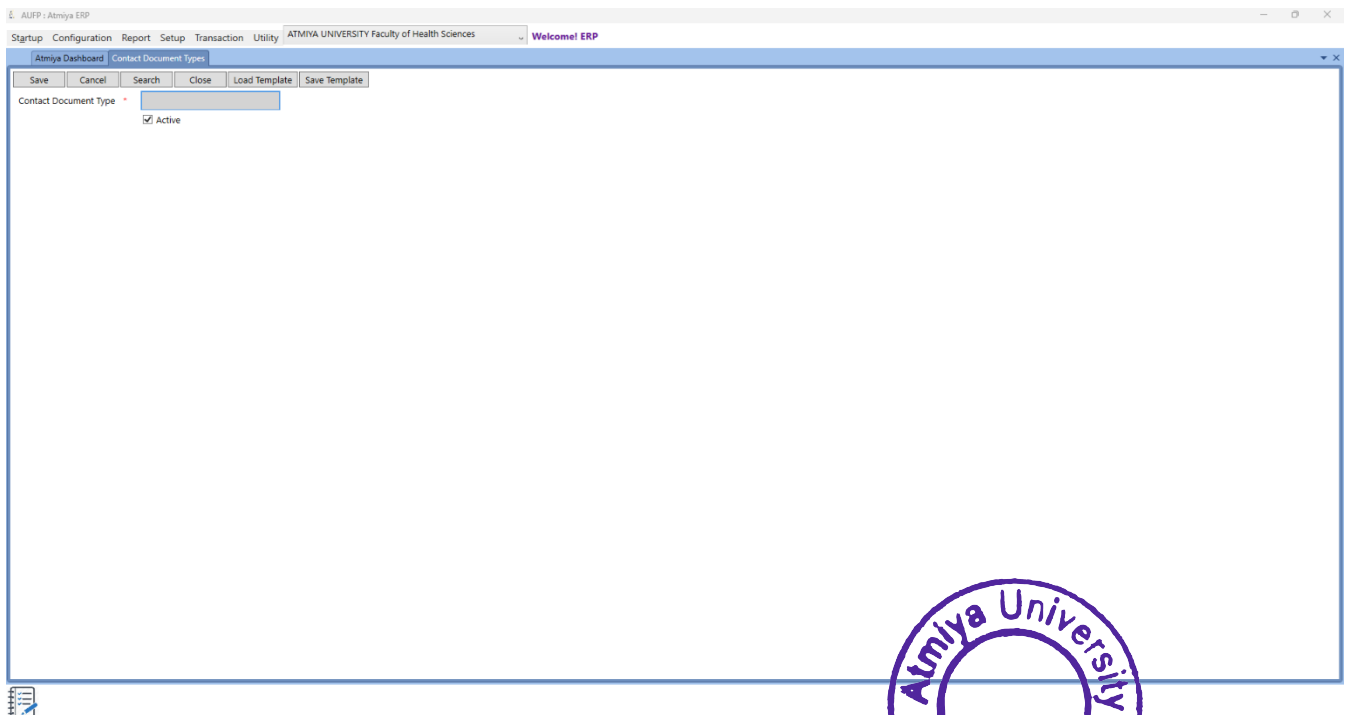 AUFP : Atmiya ERP
Startup Configuration Report Setup Transaction Utility ATMIYA UNIVERSITY Faculty of Health Sciences Welcome! ERP
Atmiya Dashboard Contact Document Types
Save Cancel Search Close Load Template Save Template
Contact Document Type *
Active
Atmiya University